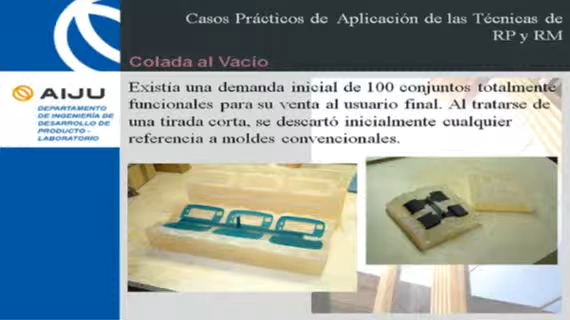 Casos Prácticos de Aplicación de las Técnicas de
RP y RM
Colada al Vacío
AIJU
DEPARTAMENTO
DE INGENIERÍA DE
DESARROLLO DE
PRODUCTO -
LABORATORIO
Existía una demanda inicial de 100 conjuntos totalmente
funcionales para su venta al usuario final. Al tratarse de
una tirada corta, se descartó inicialmente cualquier
referencia a moldes convencionales.